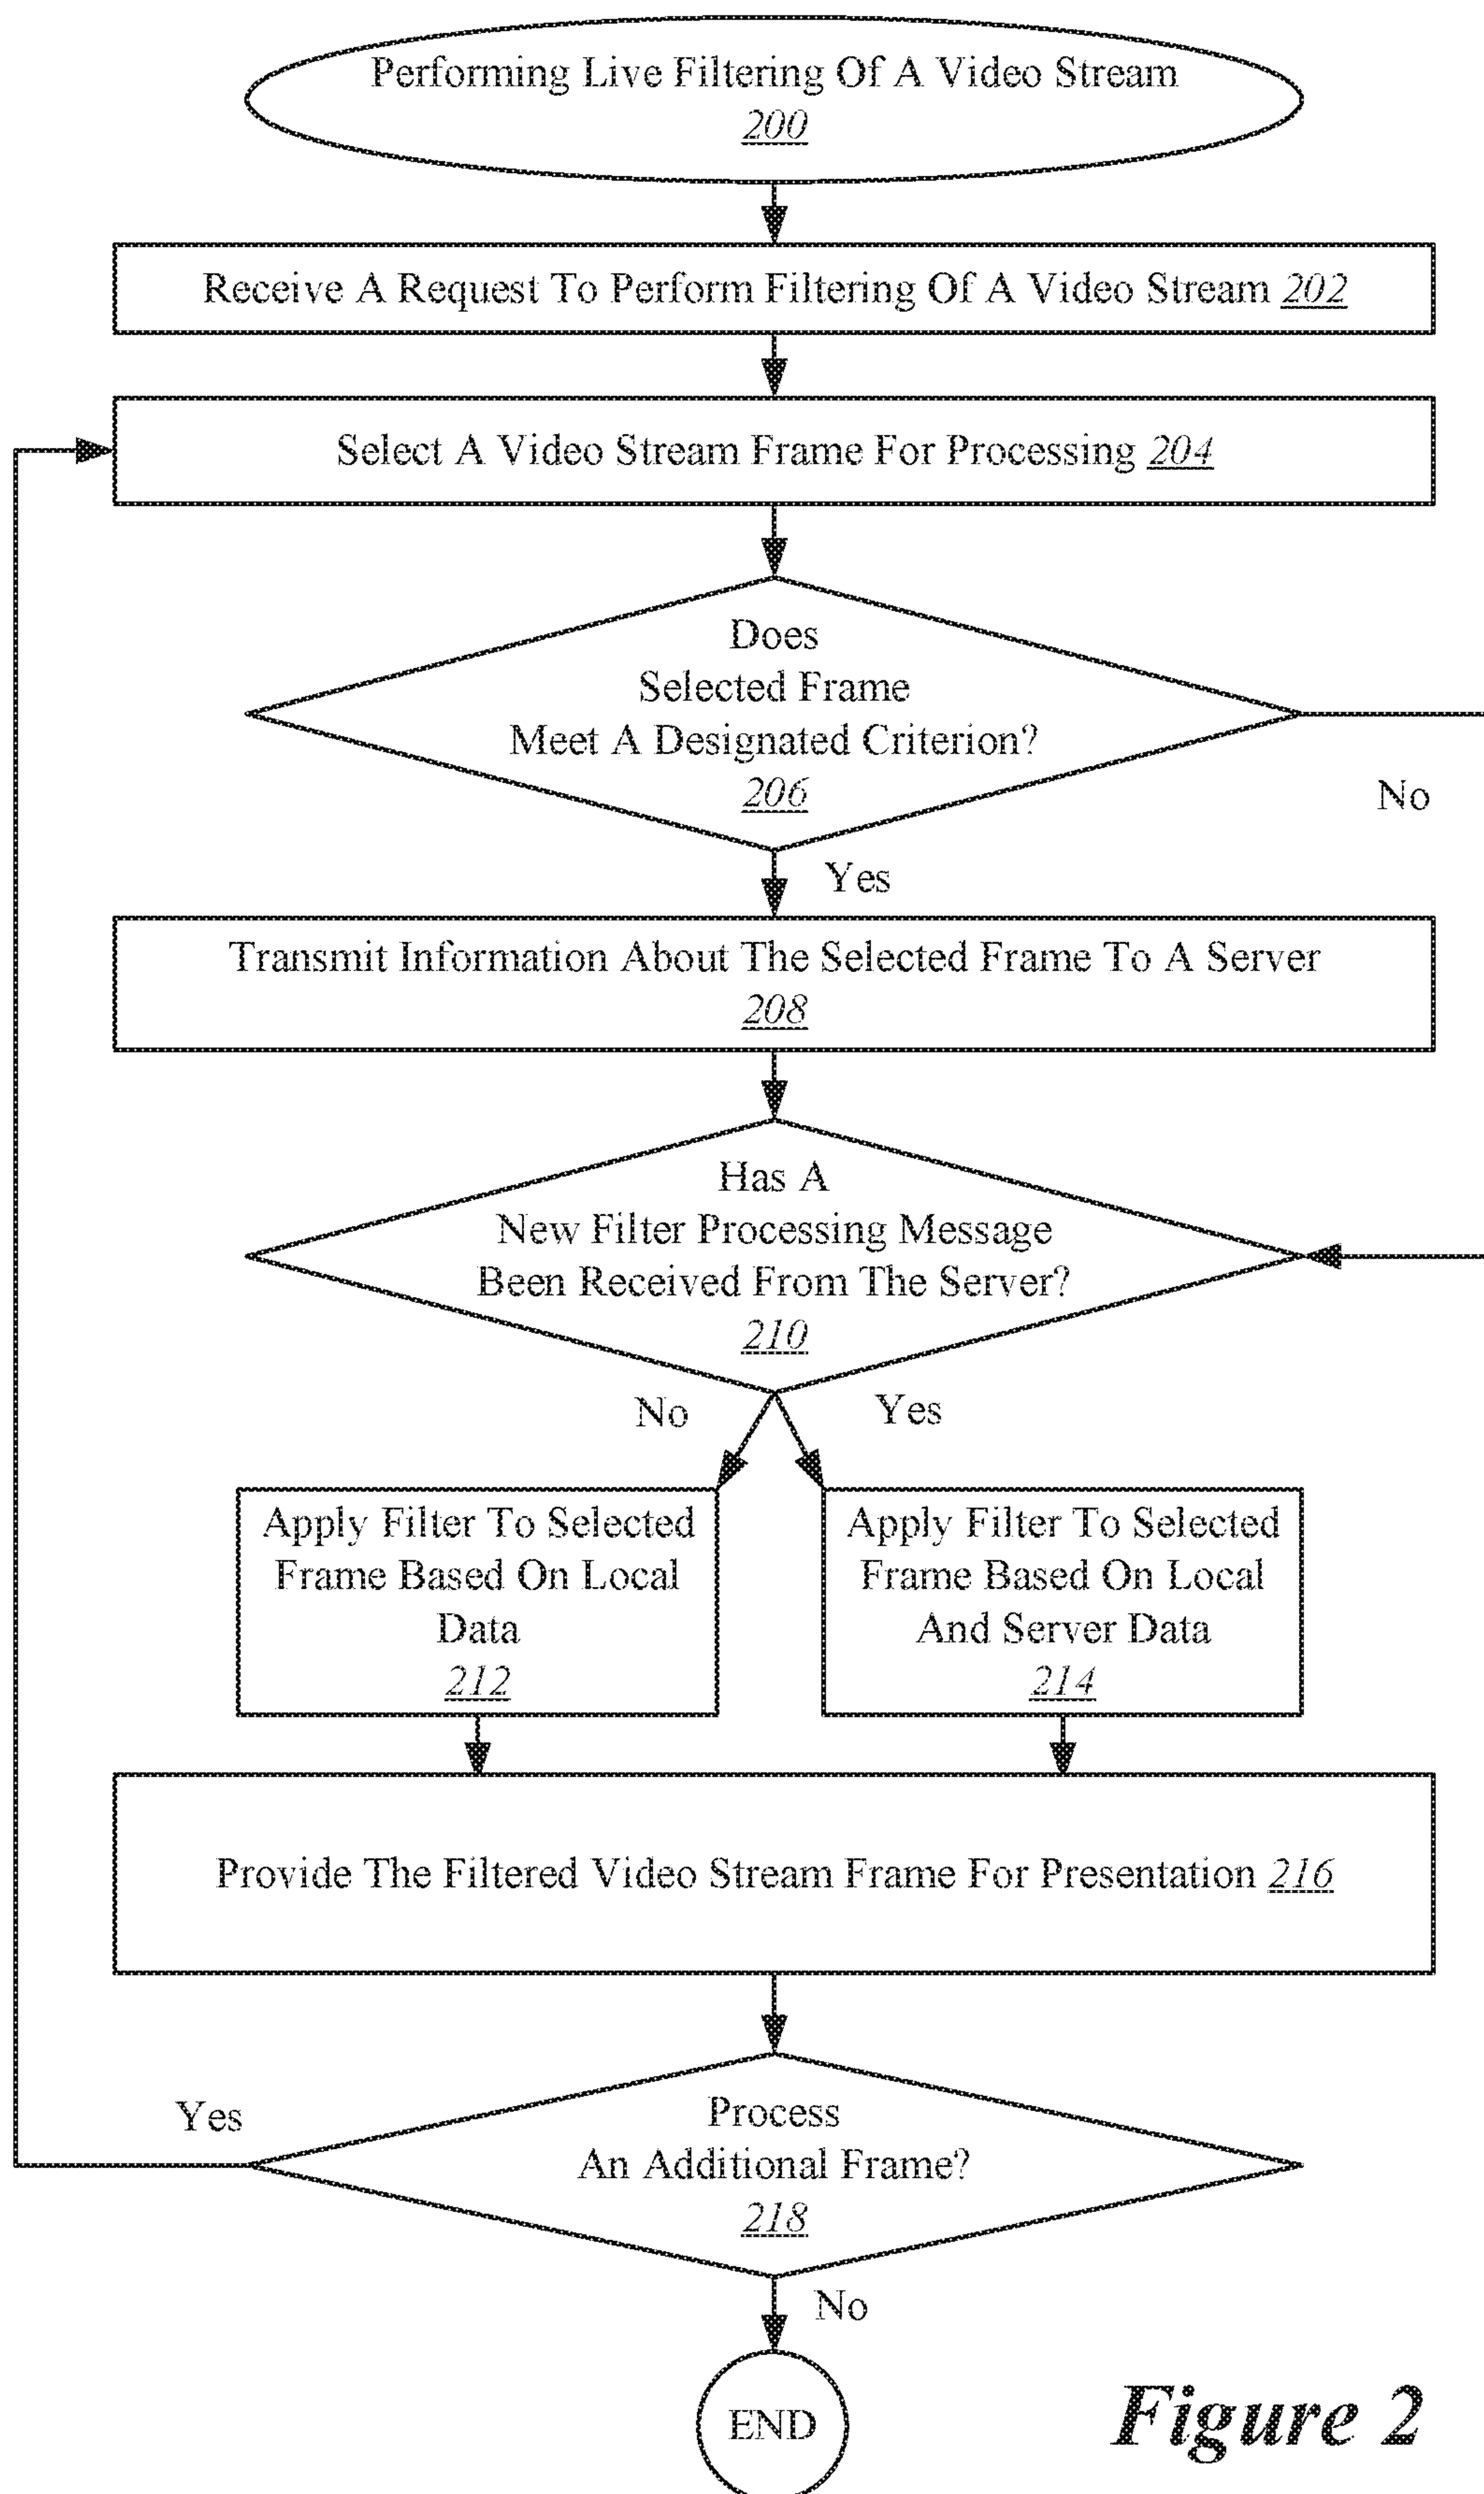 Performing Live Filtering Of A Video Stream
200
Receive A Request To Perform Filtering Of A Video Stream 202
Select A Video Stream Frame For Processing 204
Does
Selected Frame
Meet A Designated Criterion?
206
No
Yes
Transmit Information About The Selected Frame To A Server
208
Has A
New Filter Processing Message
Been Received From The Server?
210
No
Yes
Apply Filter To Selected
Frame Based On Local
Data
212
Apply Filter To Selected
Frame Based On Local
And Server Data
214
Provide The Filtered Video Stream Frame For Presentation 216
Yes
Process
An Additional Frame?
218
No
END
Figure 2